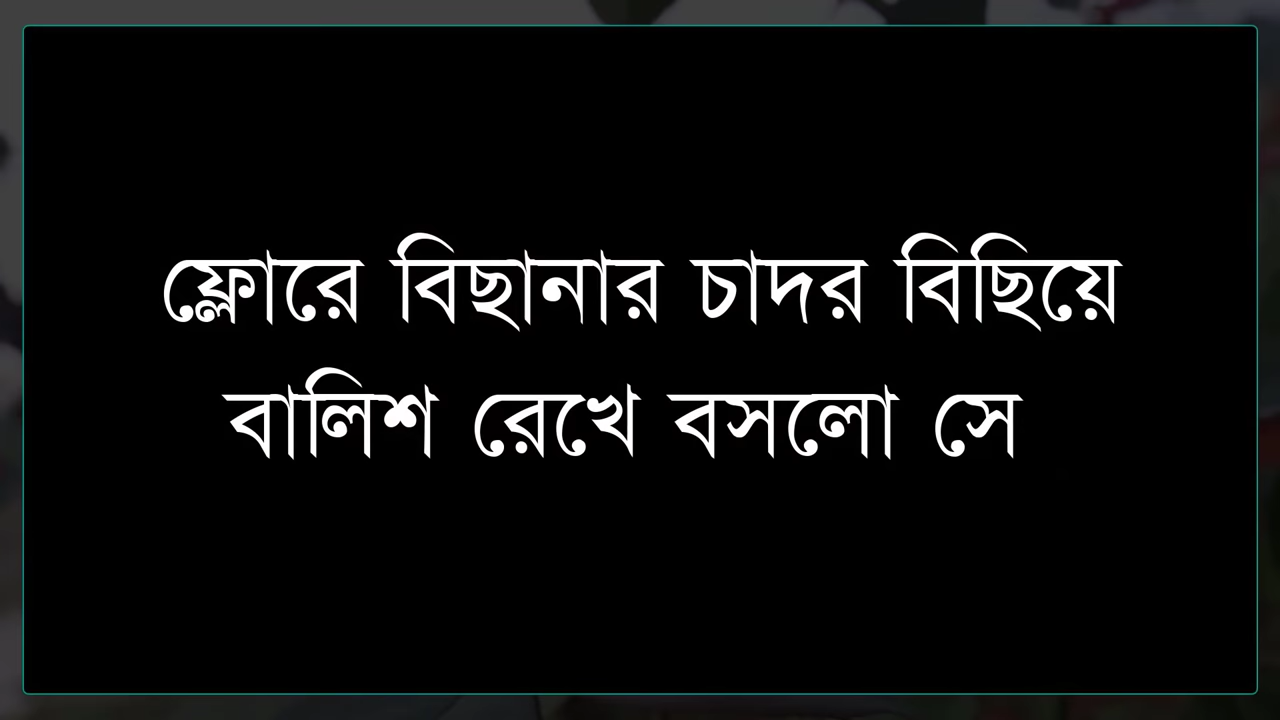 ফ্লোরে বিছানার চাদর বিছিয়ে
বালিশ রেখে বসলো সে